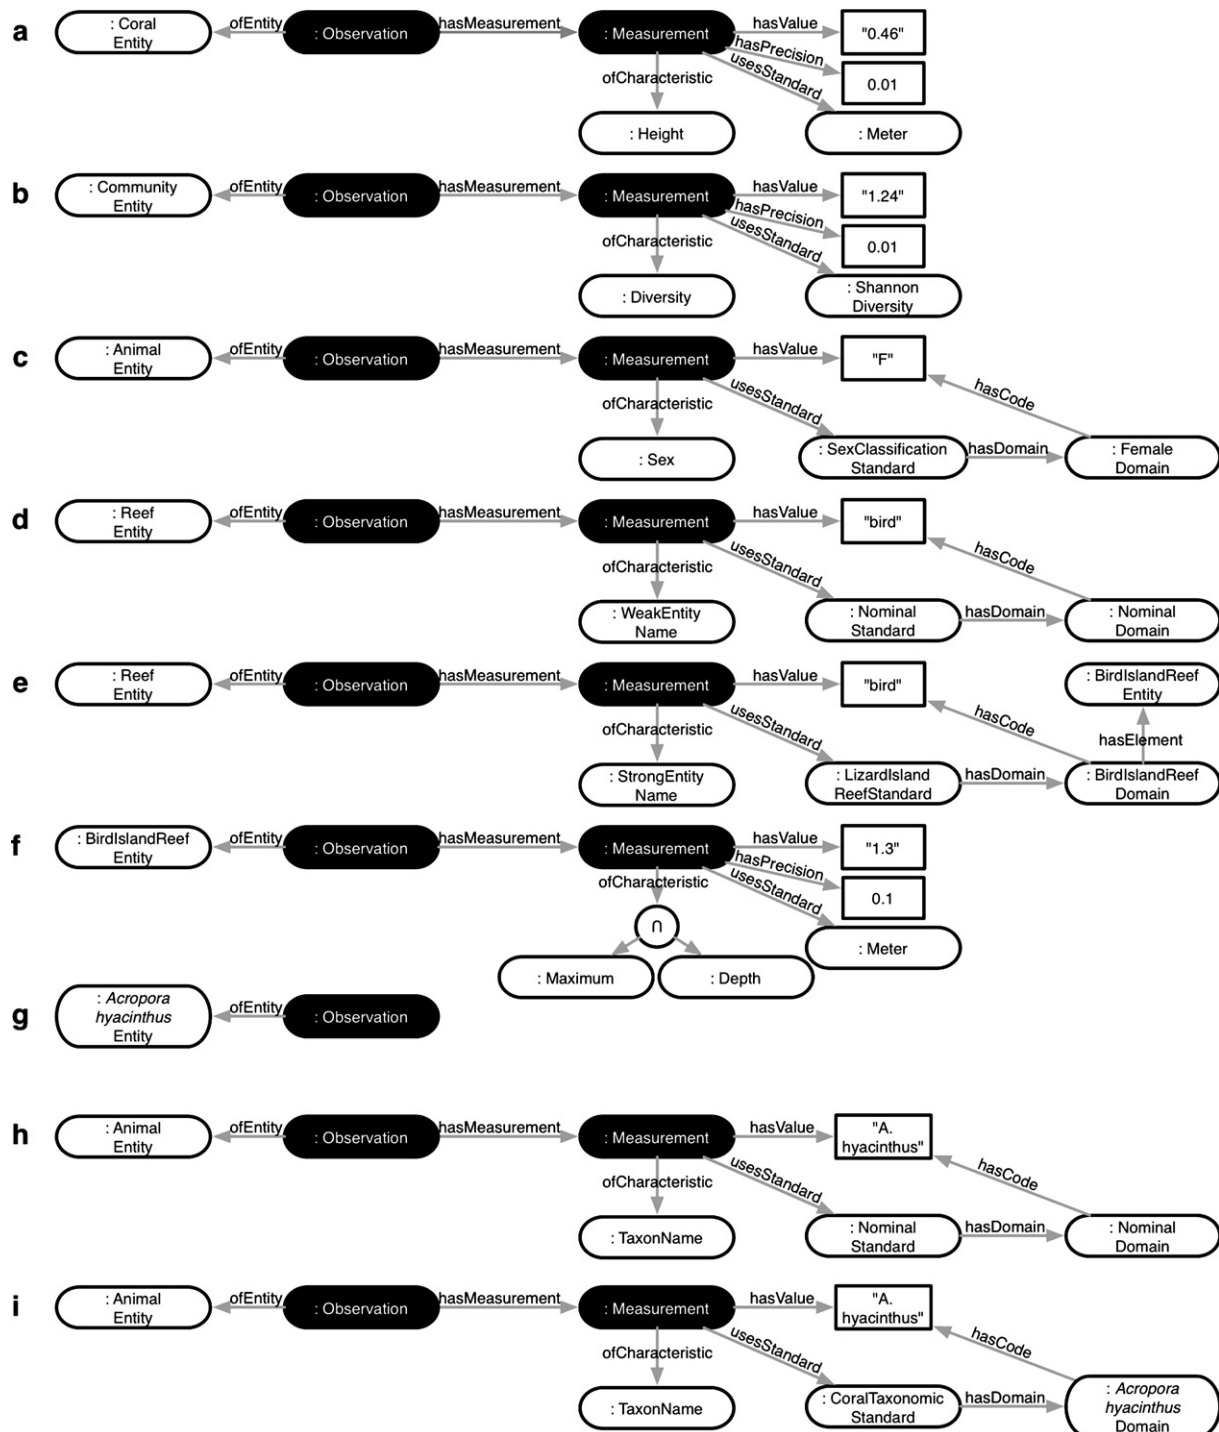 a
: Coral
Entity
ofEntity
: Observation
hasMeasurement
: Measurement
hasValue
"0.46"
hasPrecision
0.01
usesStandard
: Meter
ofCharacteristic
: Height
b
: Community
Entity
ofEntity
: Observation
hasMeasurement
: Measurement
hasValue
"1.24"
hasPrecision
0.01
usesStandard
: Shannon
Diversity
ofCharacteristic
: Diversity
c
: Animal
Entity
ofEntity
: Observation
hasMeasurement
: Measurement
hasValue
"F"
hasCode
usesStandard
ofCharacteristic
: Sex
: SexClassification
Standard
hasDomain
: Female
Domain
d
: Reef
Entity
ofEntity
: Observation
hasMeasurement
: Measurement
hasValue
"bird"
hasCode
usesStandard
ofCharacteristic
: WeakEntity
Name
: Nominal
Standard
hasDomain
: Nominal
Domain
e
: Reef
Entity
ofEntity
: Observation
hasMeasurement
: Measurement
hasValue
"bird"
: BirdIslandReef
Entity
hasCode
hasElement
usesStandard
ofCharacteristic
: StrongEntity
Name
: LizardIsland
ReefStandard
hasDomain
: BirdIslandReef
Domain
f
: BirdIslandReef
Entity
ofEntity
: Observation
hasMeasurement
: Measurement
hasValue
"1.3"
hasPrecision
0.1
usesStandard
: Meter
ofCharacteristic
∩
: Maximum
: Depth
g
: Acropora
hyacinthus
Entity
ofEntity
: Observation
h
: Animal
Entity
ofEntity
: Observation
hasMeasurement
: Measurement
hasValue
"A.
hyacinthus"
hasCode
usesStandard
ofCharacteristic
: TaxonName
: Nominal
Standard
hasDomain
: Nominal
Domain
i
: Animal
Entity
ofEntity
: Observation
hasMeasurement
: Measurement
hasValue
"A.
hyacinthus"
hasCode
usesStandard
ofCharacteristic
: TaxonName
: CoralTaxonomic
Standard
hasDomain
: Acropora
hyacinthus
Domain